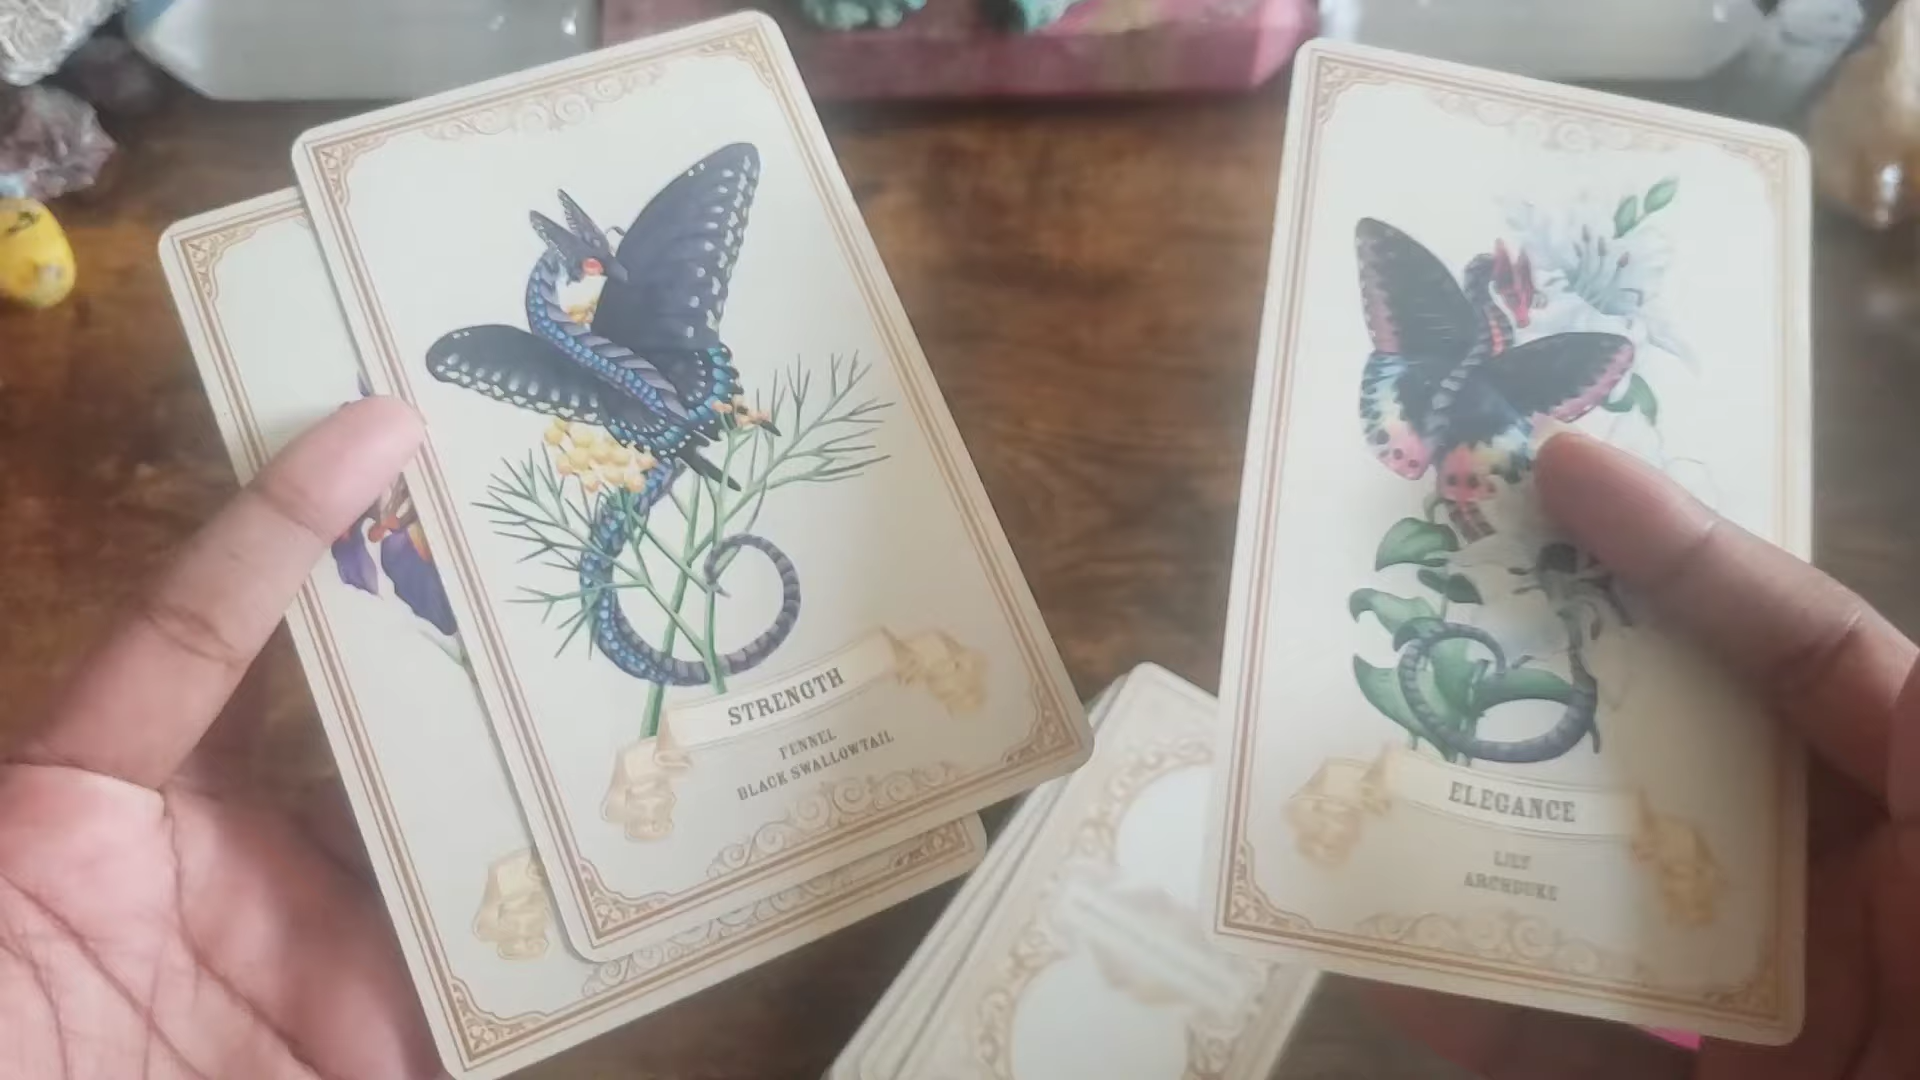 STRENGTH
FENNEL
BLACK SWALLOWTAIL
ELEGANCE
LILY
ARCHDUKE